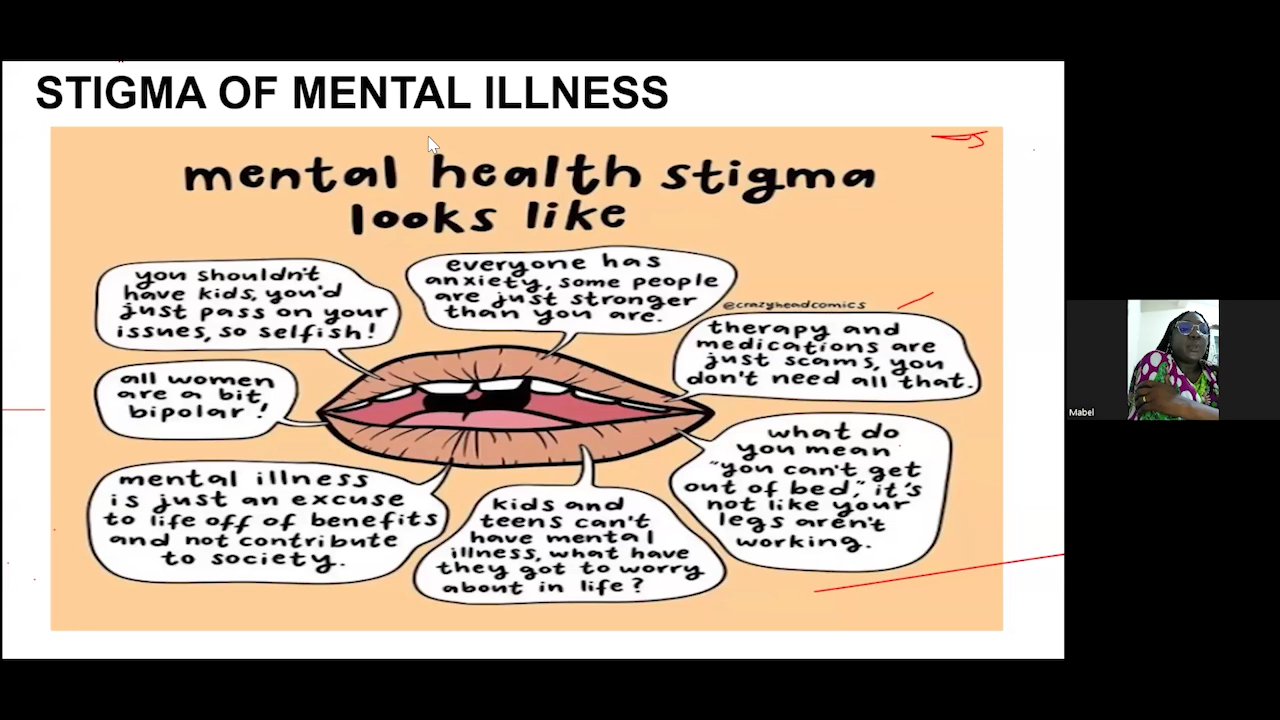 STIGMA OF MENTAL ILLNESS
mental health stigma
looks like
you shouldn't
have kids, you'd
just pass on your
issues, so selfish!
everyone has
anxiety, some people
are just stronger
than you are.
@crazyheadcomics
therapy and
medications are
just scams, you
don't need all that.
all women
are a bit
bipolar!
what do
you mean
"you can't get
out of bed," it's
not like your
legs aren't
working.
mental illness
is just an excuse
to life off of benefits
and not contribute
to society.
kids and
teens can't
have mental
illness, what have
they got to worry
about in life?
Mabel